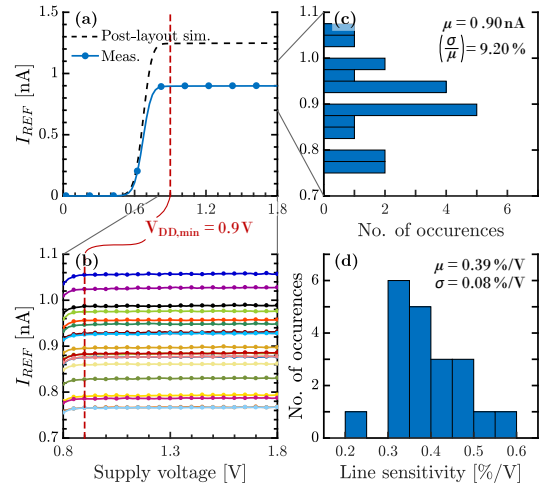 (a)
Post-layout sim.
Meas.
I_REF [nA]
1.5
1
0.5
0
0 0.6 1.2 1.8
V_DD,min = 0.9 V
(c)
μ = 0.90 nA
(σ/μ) = 9.20 %
1.1
1.0
0.9
0.8
0.7
0 2 4 6
No. of occurences
(b)
I_REF [nA]
1.1
1.0
0.9
0.8
0.7
0.8 1.3 1.8
Supply voltage [V]
(d)
μ = 0.39 %/V
σ = 0.08 %/V
No. of occurences
6
4
2
0
0.2 0.3 0.4 0.5 0.6
Line sensitivity [%/V]